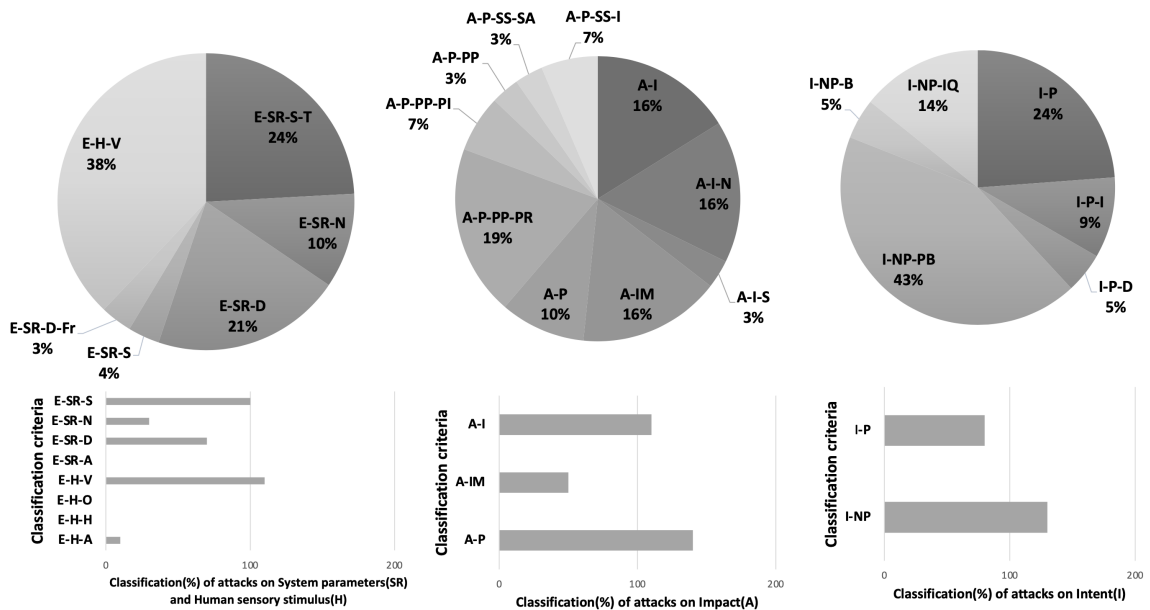 E-SR-S-T
24%
E-SR-N
10%
E-SR-D
21%
E-SR-S
4%
E-SR-D-Fr
3%
E-H-V
38%
A-I
16%
A-I-N
16%
A-I-S
3%
A-IM
16%
A-P
10%
A-P-PP-PR
19%
A-P-PP-PI
7%
A-P-PP
3%
A-P-SS-SA
3%
A-P-SS-I
7%
I-P
24%
I-P-I
9%
I-P-D
5%
I-NP-PB
43%
I-NP-B
5%
I-NP-IQ
14%
Classification criteria
E-SR-S
E-SR-N
E-SR-D
E-SR-A
E-H-V
E-H-O
E-H-H
E-H-A
0 100 200
Classification(%) of attacks on System parameters(SR)
and Human sensory stimulus(H)
Classification criteria
A-I
A-IM
A-P
0 100 200
Classification(%) of attacks on Impact(A)
Classification criteria
I-P
I-NP
0 100 200
Classification(%) of attacks on Intent(I)